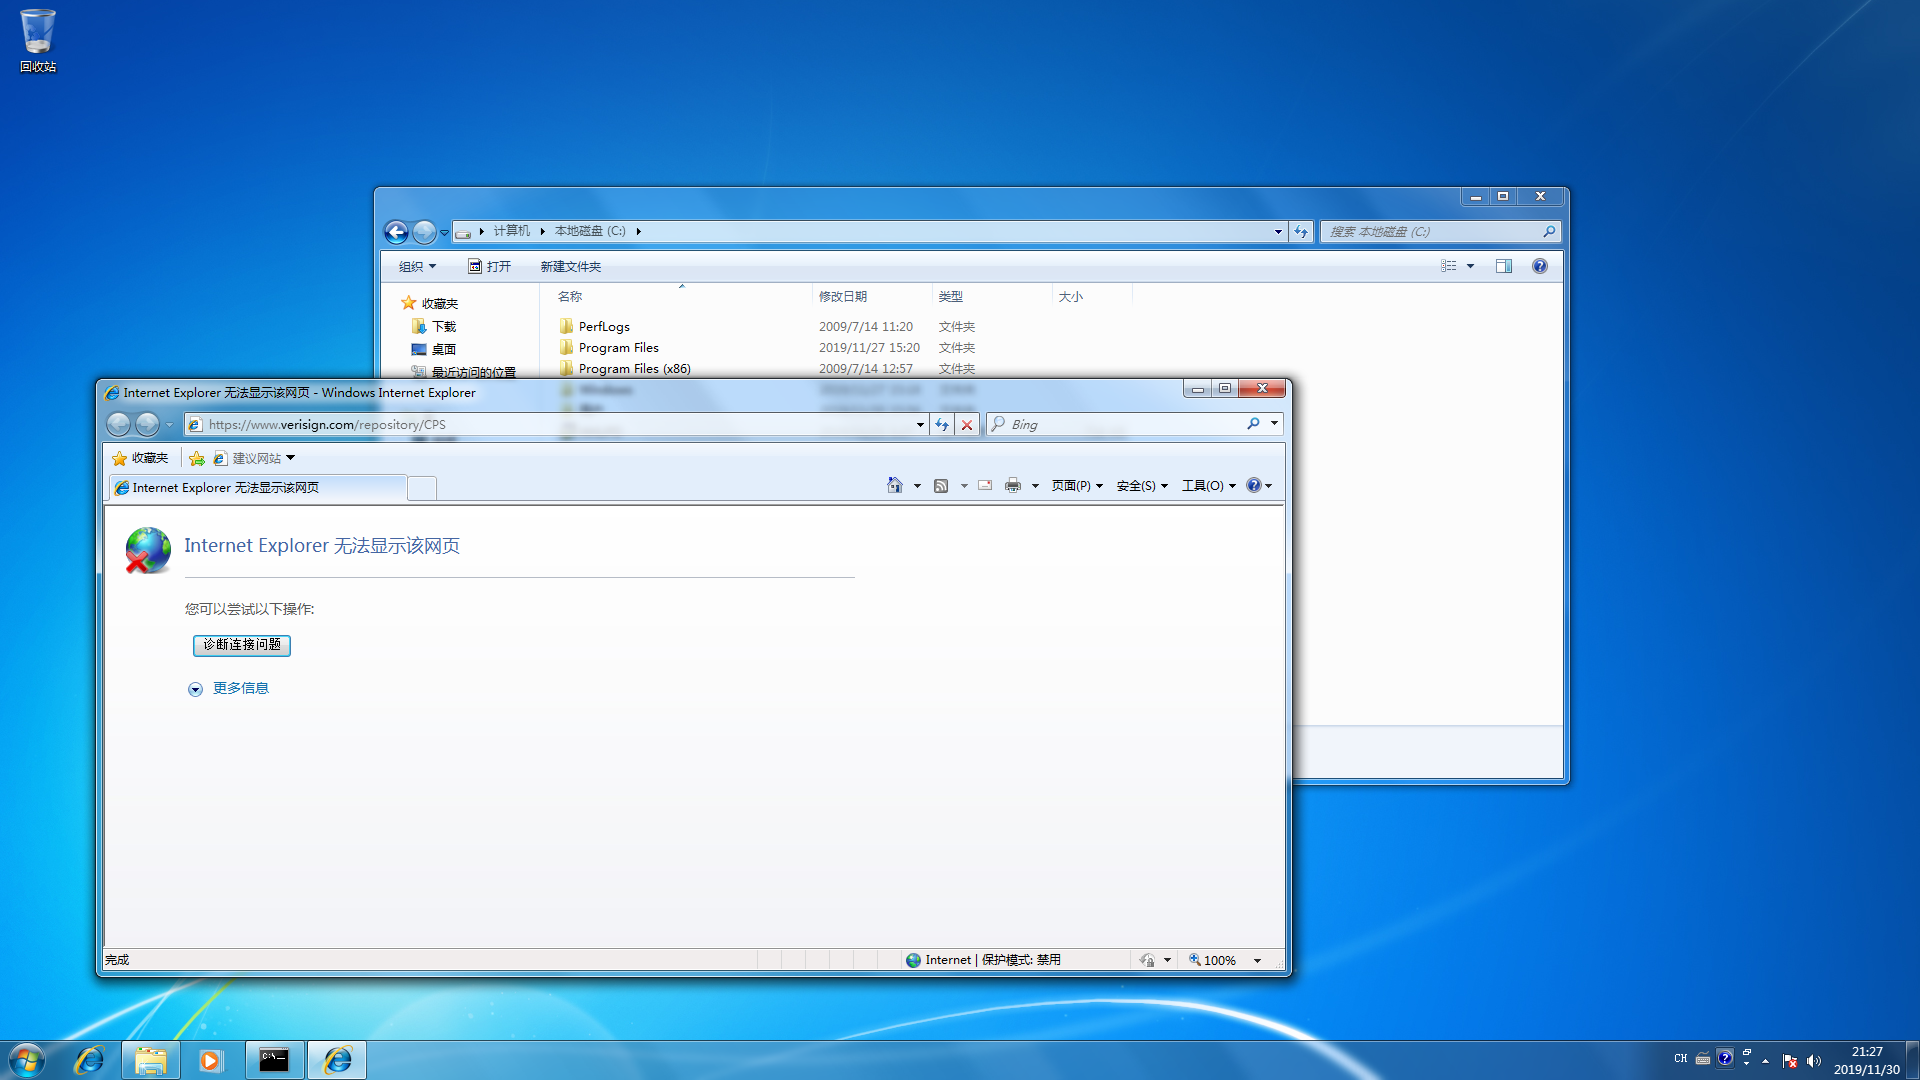 回收站
计算机
本地磁盘 (C:)
搜索 本地磁盘 (C:)
组织
打开
新建文件夹
名称
修改日期
类型
大小
收藏夹
下载
桌面
最近访问的位置
PerfLogs
2009/7/14 11:20
文件夹
Program Files
2019/11/27 15:20
文件夹
Program Files (x86)
2009/7/14 12:57
文件夹
Internet Explorer 无法显示该网页 - Windows Internet Explorer
https://www.verisign.com/repository/CPS
Bing
收藏夹
建议网站
Internet Explorer 无法显示该网页
页面(P)
安全(S)
工具(O)
Internet Explorer 无法显示该网页
您可以尝试以下操作:
诊断连接问题
更多信息
完成
Internet | 保护模式: 禁用
100%
C:\_
CH
21:27
2019/11/30